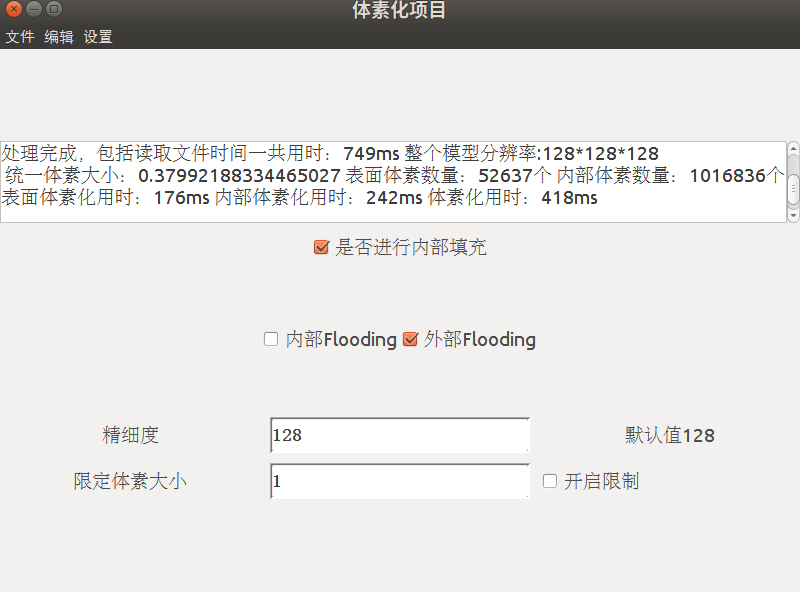 体素化项目
文件 编辑 设置
处理完成，包括读取文件时间一共用时：749ms 整个模型分辨率:128*128*128
统一体素大小：0.37992188334465027 表面体素数量：52637个 内部体素数量：1016836个
表面体素化用时：176ms 内部体素化用时：242ms 体素化用时：418ms
是否进行内部填充
内部Flooding 外部Flooding
精细度 128 默认值128
限定体素大小 1 开启限制